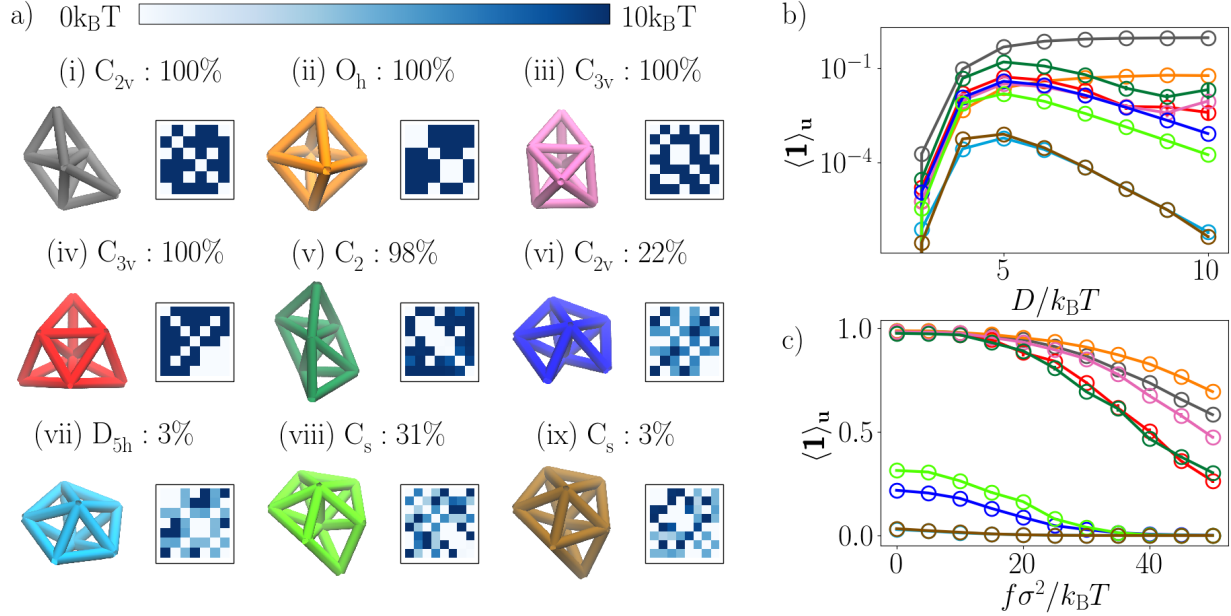 a) 0k_BT 10k_BT
(i) C_2v : 100% (ii) O_h : 100% (iii) C_3v : 100%
(iv) C_3v : 100% (v) C_2 : 98% (vi) C_2v : 22%
(vii) D_5h : 3% (viii) C_s : 31% (ix) C_s : 3%
b)
⟨1⟩_u
10^−1
10^−4
5 10
D/k_BT
c)
⟨1⟩_u
1.0
0.5
0.0
0 20 40
fσ^2/k_BT